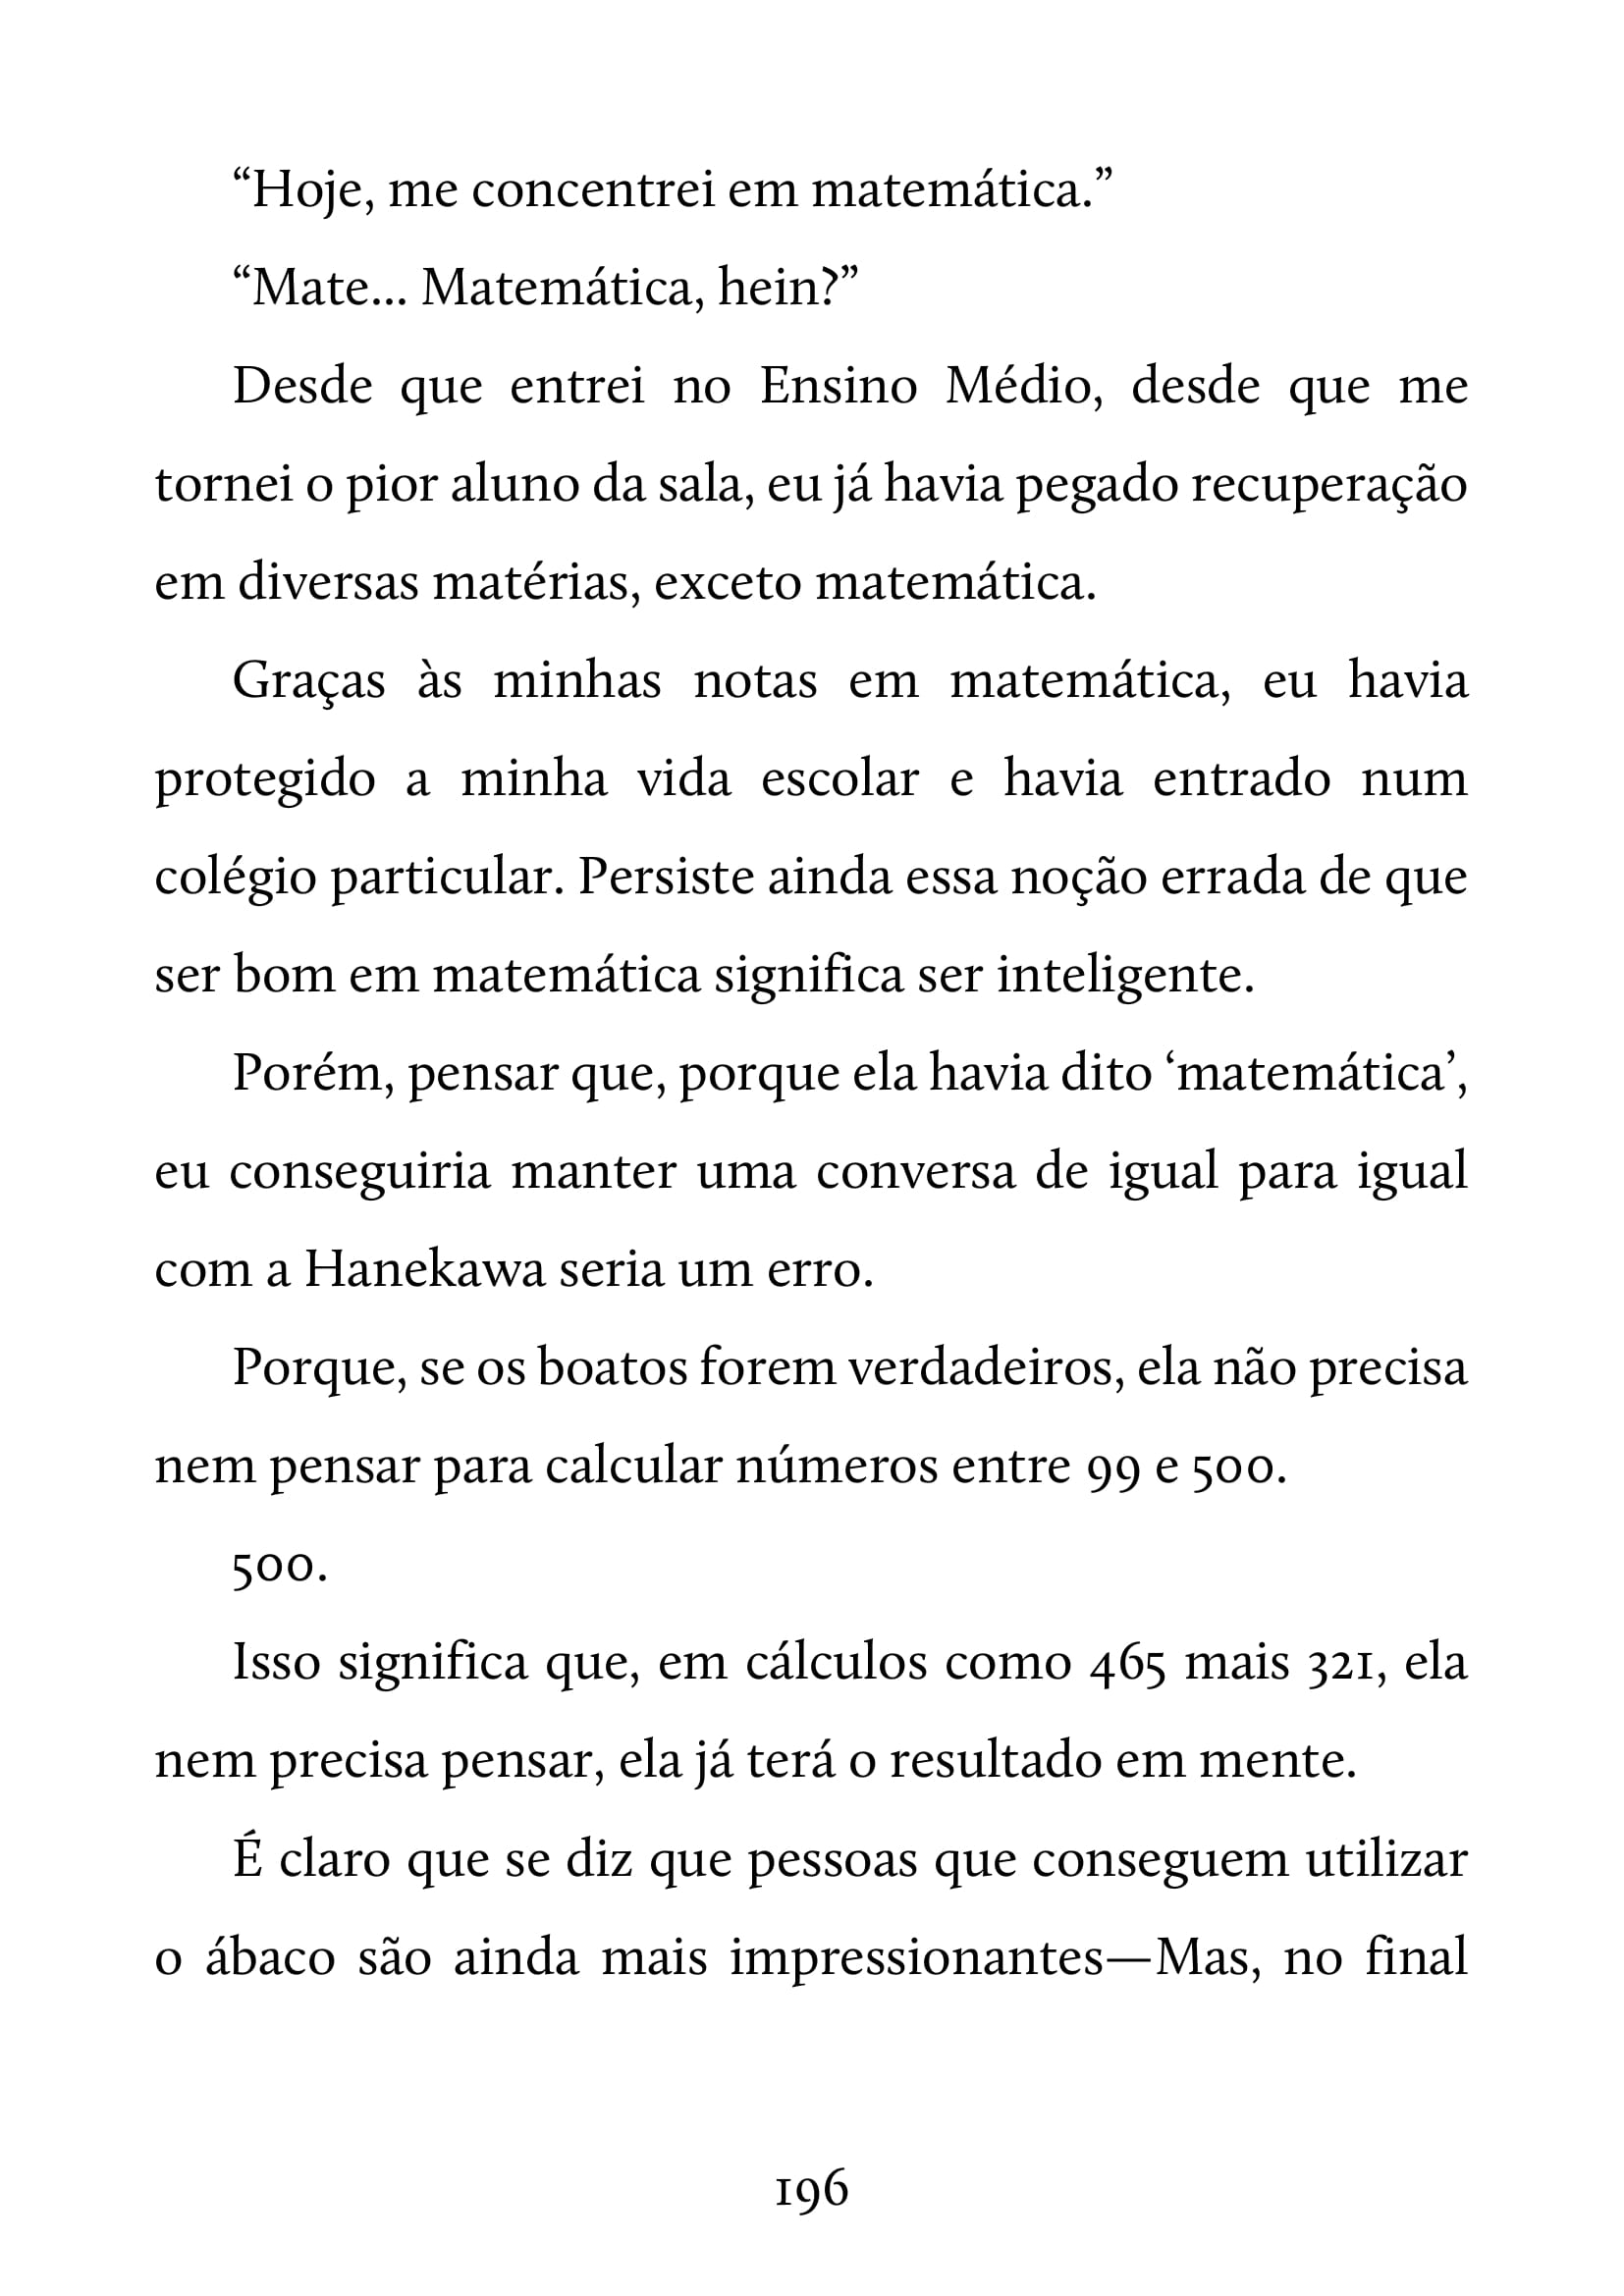 “Hoje, me concentrei em matemática.”
“Mate... Matemática, hein?”
Desde que entrei no Ensino Médio, desde que me
tornei o pior aluno da sala, eu já havia pegado recuperação
em diversas matérias, exceto matemática.
Graças às minhas notas em matemática, eu havia
protegido a minha vida escolar e havia entrado num
colégio particular. Persiste ainda essa noção errada de que
ser bom em matemática significa ser inteligente.
Porém, pensar que, porque ela havia dito ‘matemática’,
eu conseguiria manter uma conversa de igual para igual
com a Hanekawa seria um erro.
Porque, se os boatos forem verdadeiros, ela não precisa
nem pensar para calcular números entre 99 e 500.
500.
Isso significa que, em cálculos como 465 mais 321, ela
nem precisa pensar, ela já terá o resultado em mente.
É claro que se diz que pessoas que conseguem utilizar
o ábaco são ainda mais impressionantes—Mas, no final
196